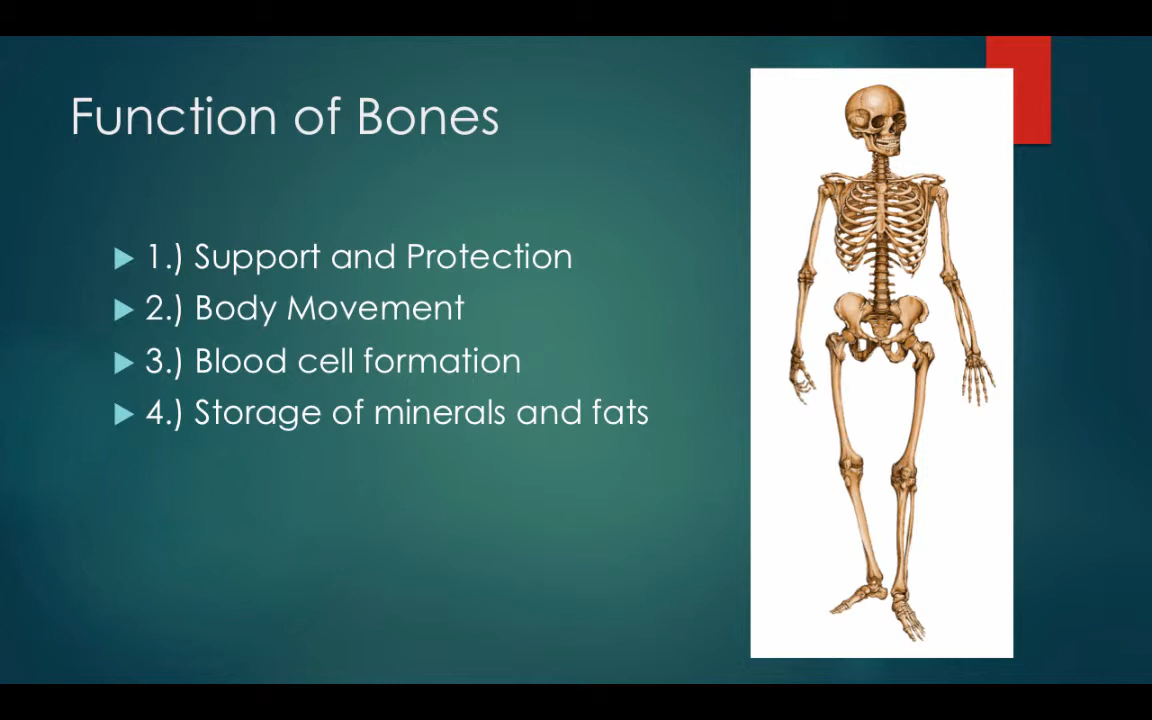 Function of Bones
1.) Support and Protection
2.) Body Movement
3.) Blood cell formation
4.) Storage of minerals and fats